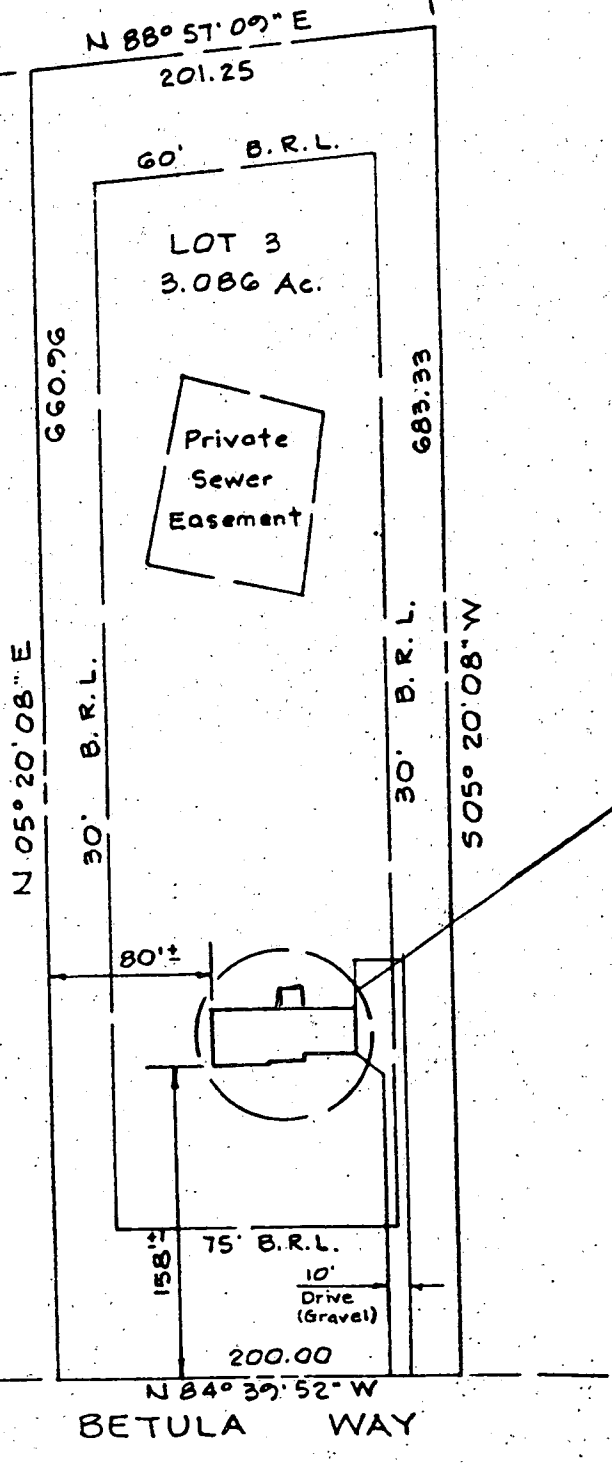 N 88° 57' 09" E
201.25
60' B.R.L.
LOT 3
3.086 Ac.
660.96
683.33
Private
Sewer
Easement
N 05° 20' 08" E
30' B.R.L.
30' B.R.L.
S 05° 20' 08" W
80'±
158'±
75' B.R.L.
10'
Drive
(Gravel)
200.00
N 84° 39' 52" W
BETULA WAY